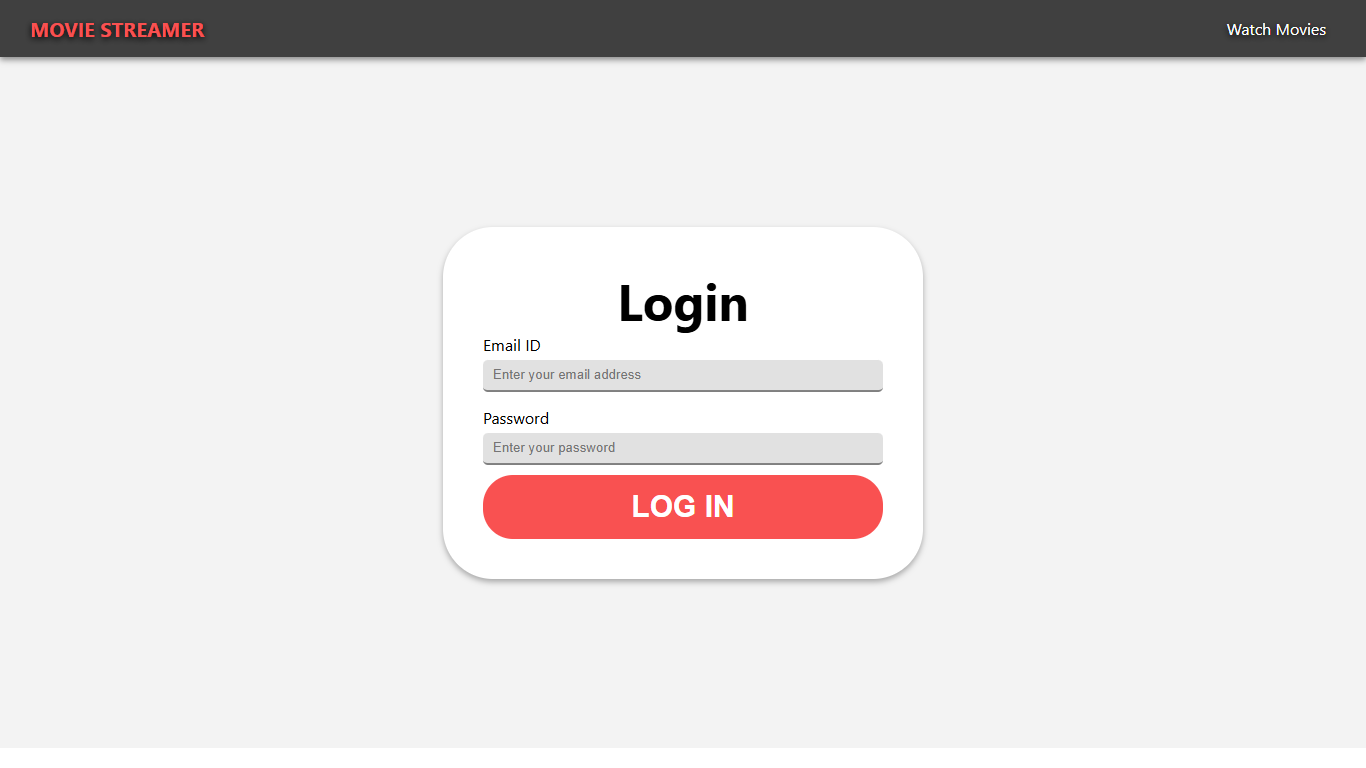 MOVIE STREAMER
Watch Movies
Login
Email ID
Enter your email address
Password
Enter your password
LOG IN